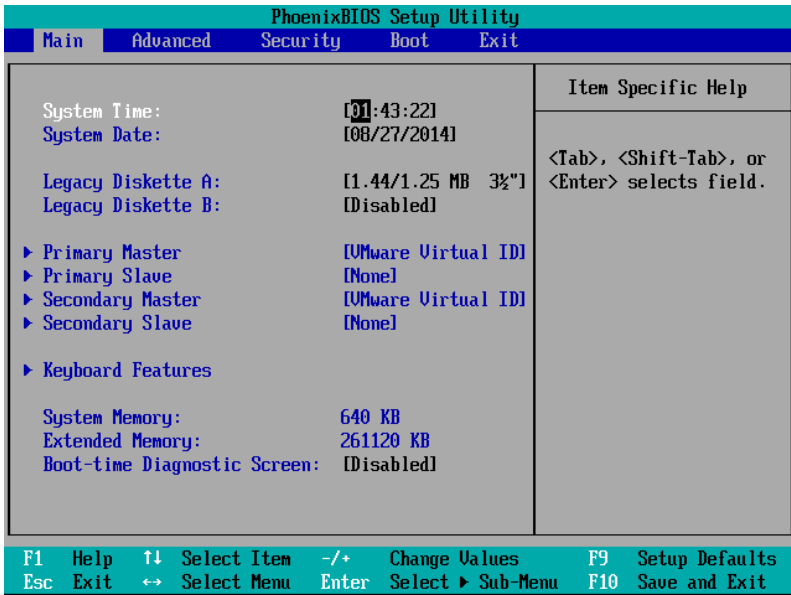 PhoenixBIOS Setup Utility
Main Advanced Security Boot Exit
Item Specific Help
System Time: [01:43:22]
System Date: [08/27/2014]
<Tab>, <Shift-Tab>, or
<Enter> selects field.
Legacy Diskette A: [1.44/1.25 MB 3½"]
Legacy Diskette B: [Disabled]
▶ Primary Master [VMware Virtual ID]
▶ Primary Slave [None]
▶ Secondary Master [VMware Virtual ID]
▶ Secondary Slave [None]
▶ Keyboard Features
System Memory: 640 KB
Extended Memory: 261120 KB
Boot-time Diagnostic Screen: [Disabled]
F1 Help ↑↓ Select Item -/+ Change Values F9 Setup Defaults
Esc Exit ↔ Select Menu Enter Select ▶ Sub-Menu F10 Save and Exit